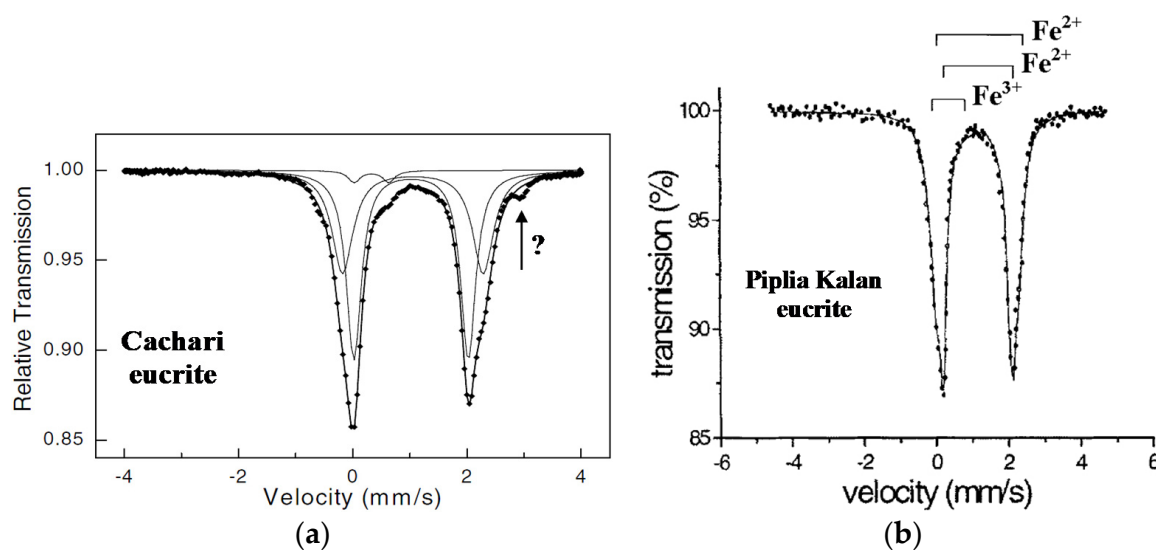 1.00
0.95
0.90
0.85
Relative Transmission
Cachari
eucrite
?
-4
-2
0
2
4
Velocity (mm/s)
(a)
(b)
Fe²⁺
Fe²⁺
Fe³⁺
100
95
90
85
transmission (%)
Piplia Kalan
eucrite
-6
-4
-2
0
2
4
6
velocity (mm/s)
(b)